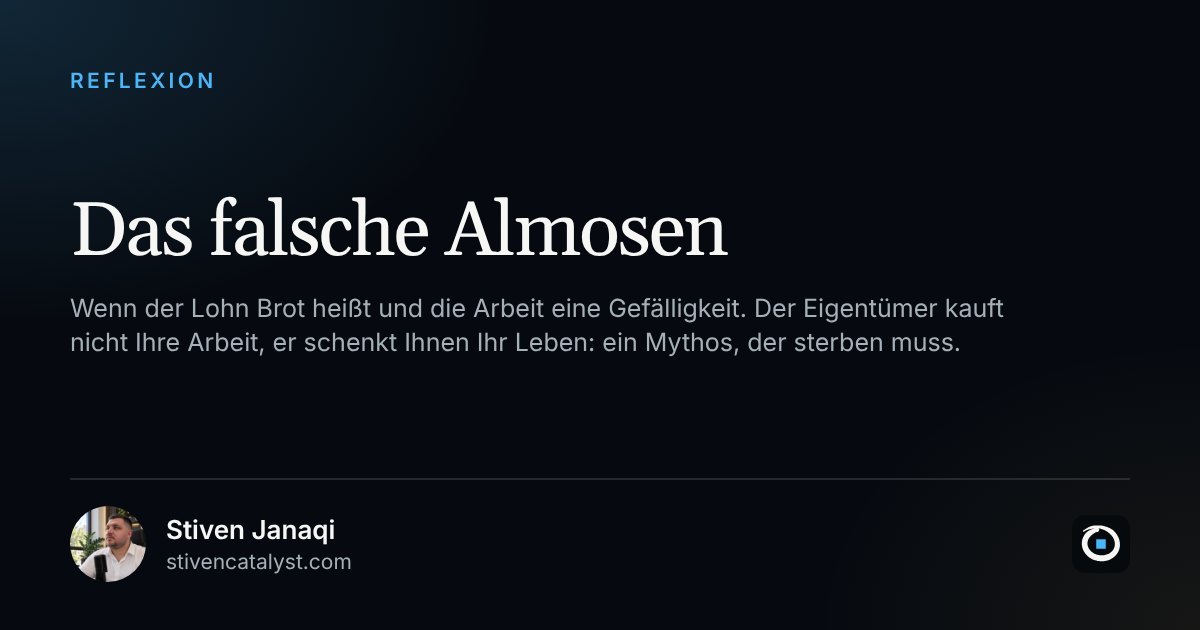 REFLEXION
Das falsche Almosen
Wenn der Lohn Brot heißt und die Arbeit eine Gefälligkeit. Der Eigentümer kauft
nicht Ihre Arbeit, er schenkt Ihnen Ihr Leben: ein Mythos, der sterben muss.
Stiven Janaqi
stivencatalyst.com